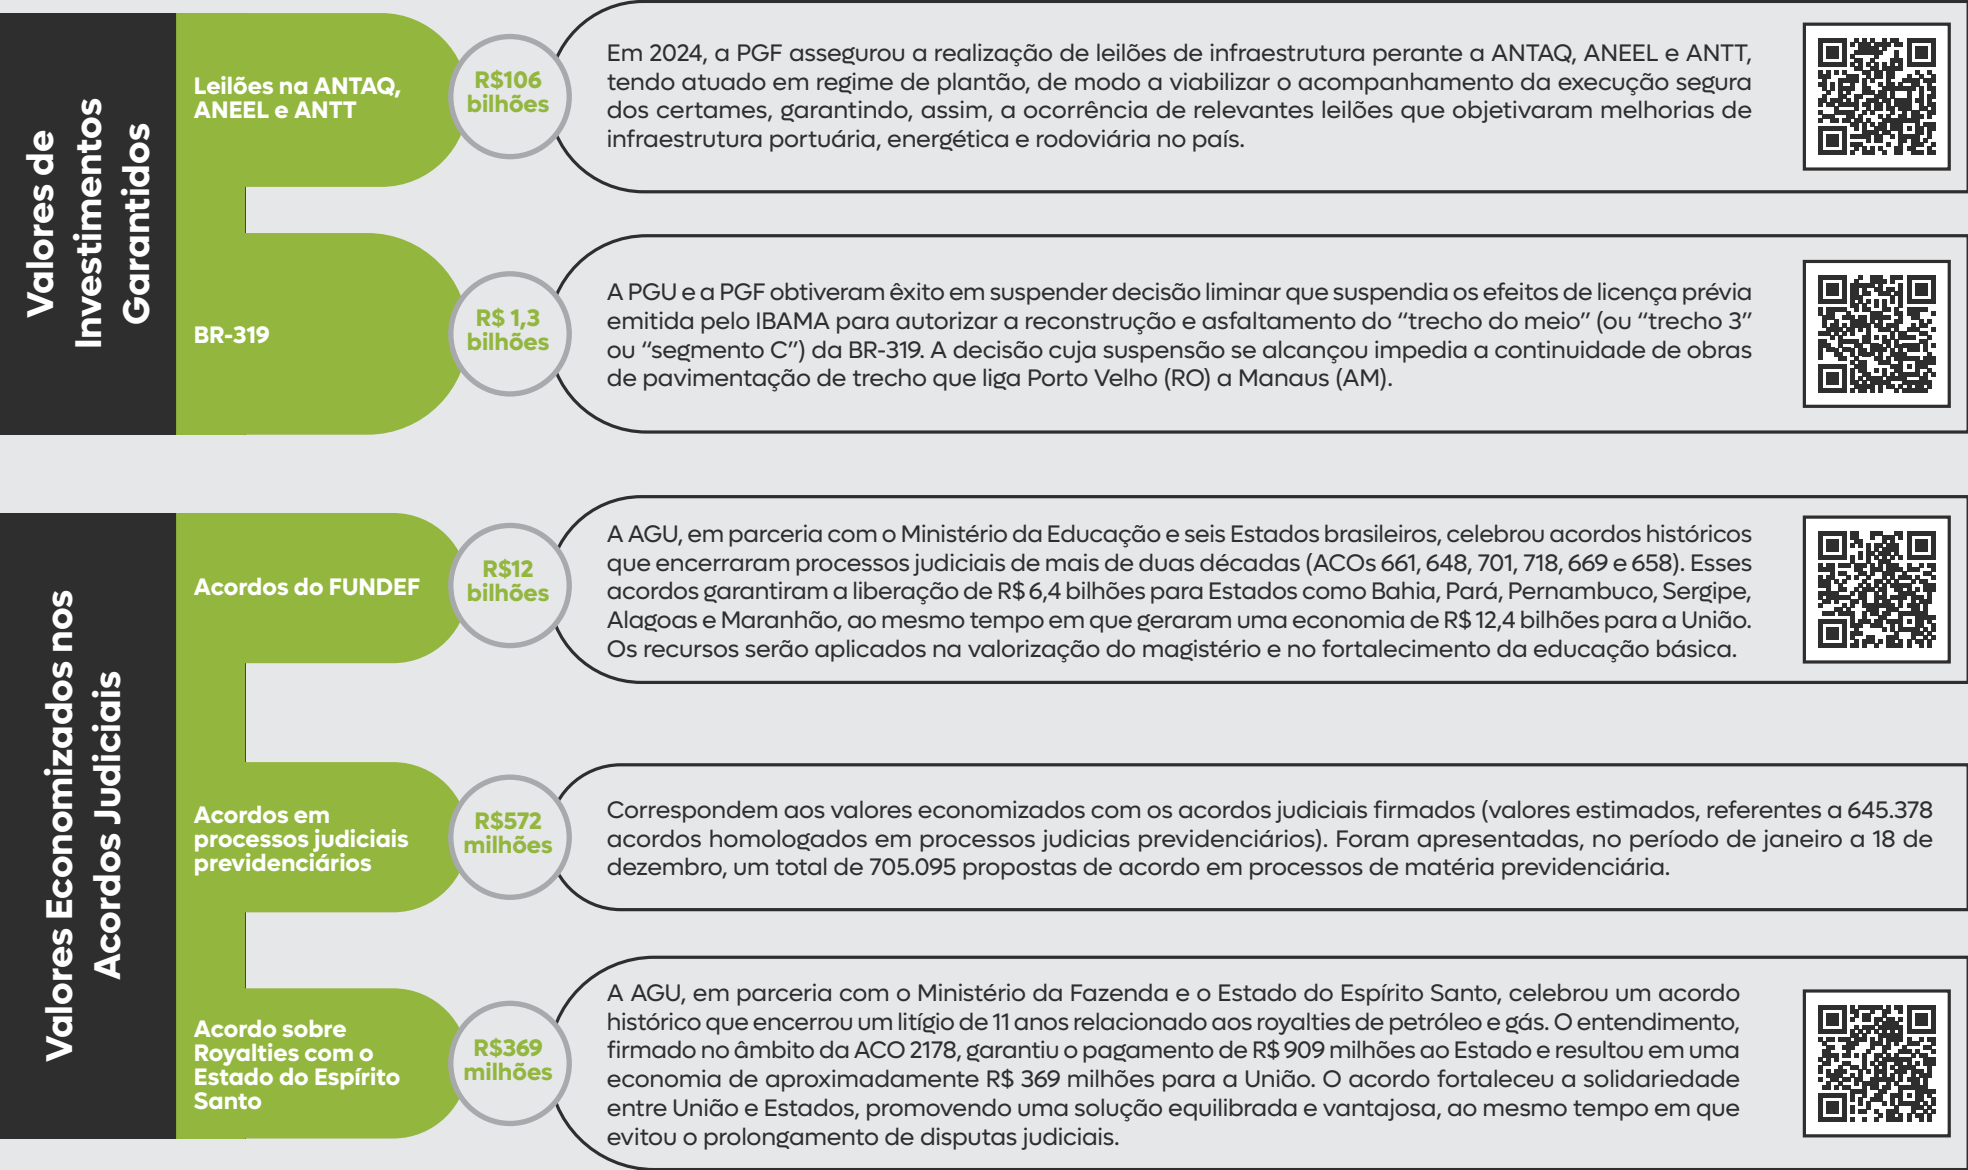 Valores de
Investimentos
Garantidos
Leilões na ANTAQ,
ANEEL e ANTT
R$106
bilhões
Em 2024, a PGF assegurou a realização de leilões de infraestrutura perante a ANTAQ, ANEEL e ANTT,
tendo atuado em regime de plantão, de modo a viabilizar o acompanhamento da execução segura
dos certames, garantindo, assim, a ocorrência de relevantes leilões que objetivaram melhorias de
infraestrutura portuária, energética e rodoviária no país.
BR-319
R$ 1,3
bilhões
A PGU e a PGF obtiveram êxito em suspender decisão liminar que suspendia os efeitos de licença prévia
emitida pelo IBAMA para autorizar a reconstrução e asfaltamento do “trecho do meio” (ou “trecho 3”
ou “segmento C”) da BR-319. A decisão cuja suspensão se alcançou impedia a continuidade de obras
de pavimentação de trecho que liga Porto Velho (RO) a Manaus (AM).
Valores Economizados nos
Acordos Judiciais
Acordos do FUNDEF
R$12
bilhões
A AGU, em parceria com o Ministério da Educação e seis Estados brasileiros, celebrou acordos históricos
que encerraram processos judiciais de mais de duas décadas (ACOs 661, 648, 701, 718, 669 e 658). Esses
acordos garantiram a liberação de R$ 6,4 bilhões para Estados como Bahia, Pará, Pernambuco, Sergipe,
Alagoas e Maranhão, ao mesmo tempo em que geraram uma economia de R$ 12,4 bilhões para a União.
Os recursos serão aplicados na valorização do magistério e no fortalecimento da educação básica.
Acordos em
processos judiciais
previdenciários
R$572
milhões
Correspondem aos valores economizados com os acordos judiciais firmados (valores estimados, referentes a 645.378
acordos homologados em processos judicias previdenciários). Foram apresentadas, no período de janeiro a 18 de
dezembro, um total de 705.095 propostas de acordo em processos de matéria previdenciária.
Acordo sobre
Royalties com o
Estado do Espírito
Santo
R$369
milhões
A AGU, em parceria com o Ministério da Fazenda e o Estado do Espírito Santo, celebrou um acordo
histórico que encerrou um litígio de 11 anos relacionado aos royalties de petróleo e gás. O entendimento,
firmado no âmbito da ACO 2178, garantiu o pagamento de R$ 909 milhões ao Estado e resultou em uma
economia de aproximadamente R$ 369 milhões para a União. O acordo fortaleceu a solidariedade
entre União e Estados, promovendo uma solução equilibrada e vantajosa, ao mesmo tempo em que
evitou o prolongamento de disputas judiciais.